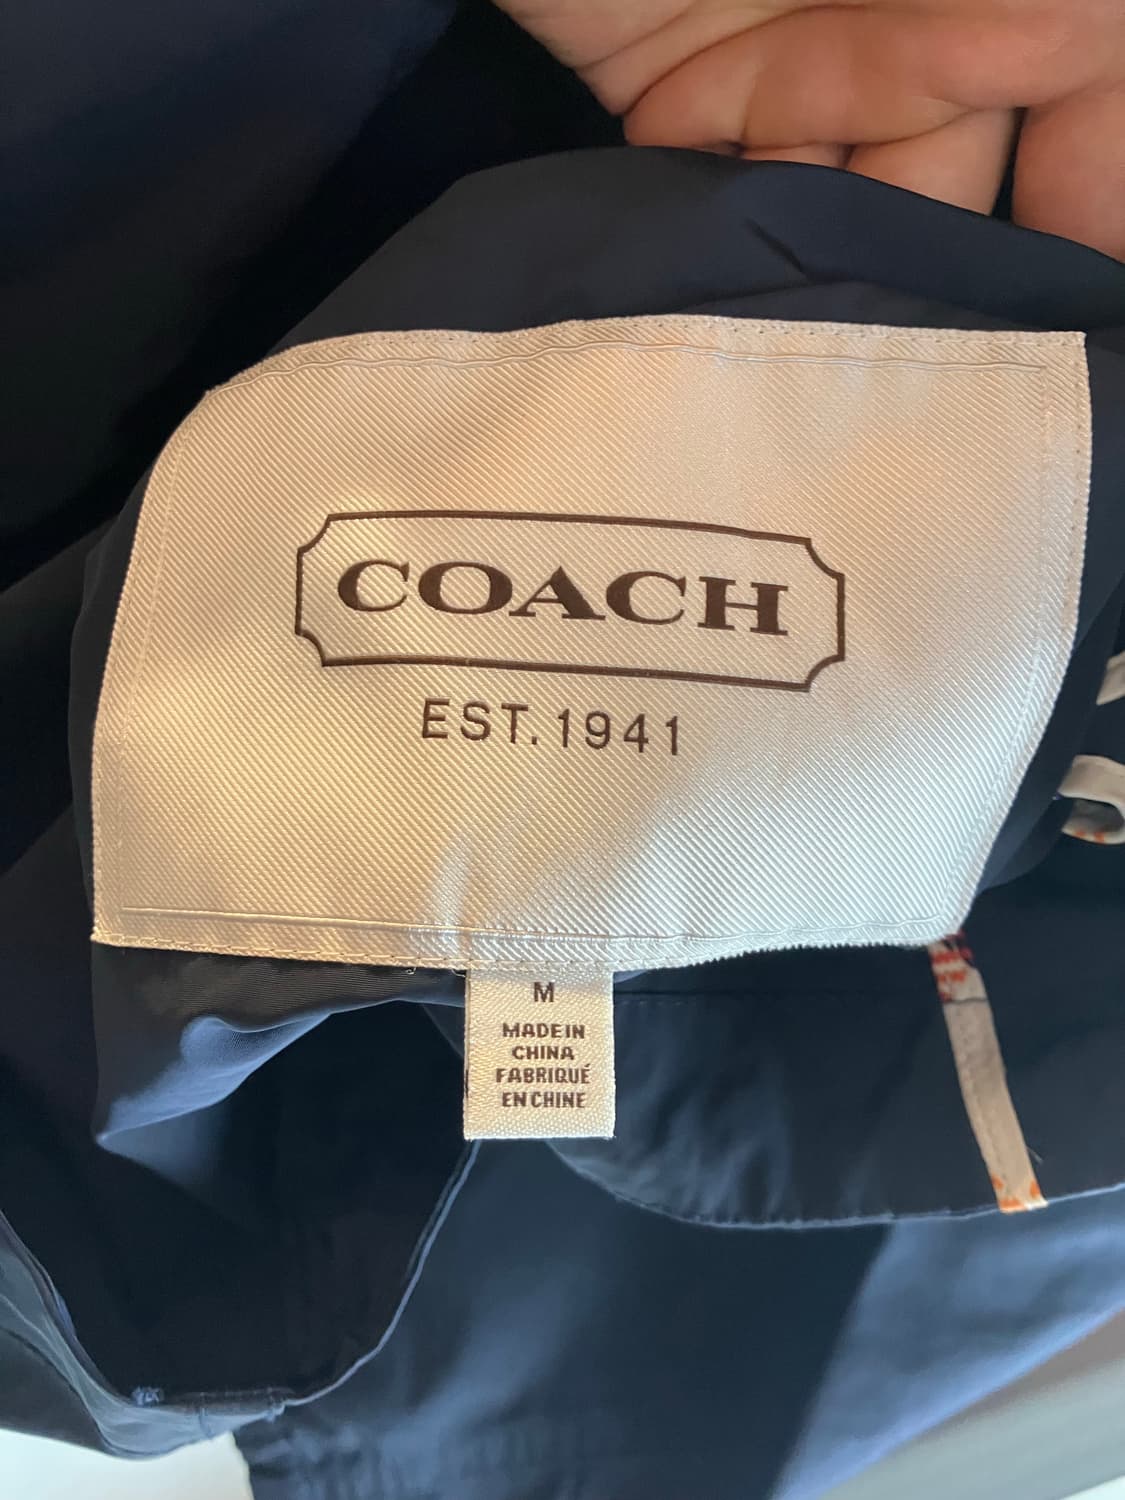 COACH
EST. 1941
M
MADE IN
CHINA
FABRIQUÉ
EN CHINE